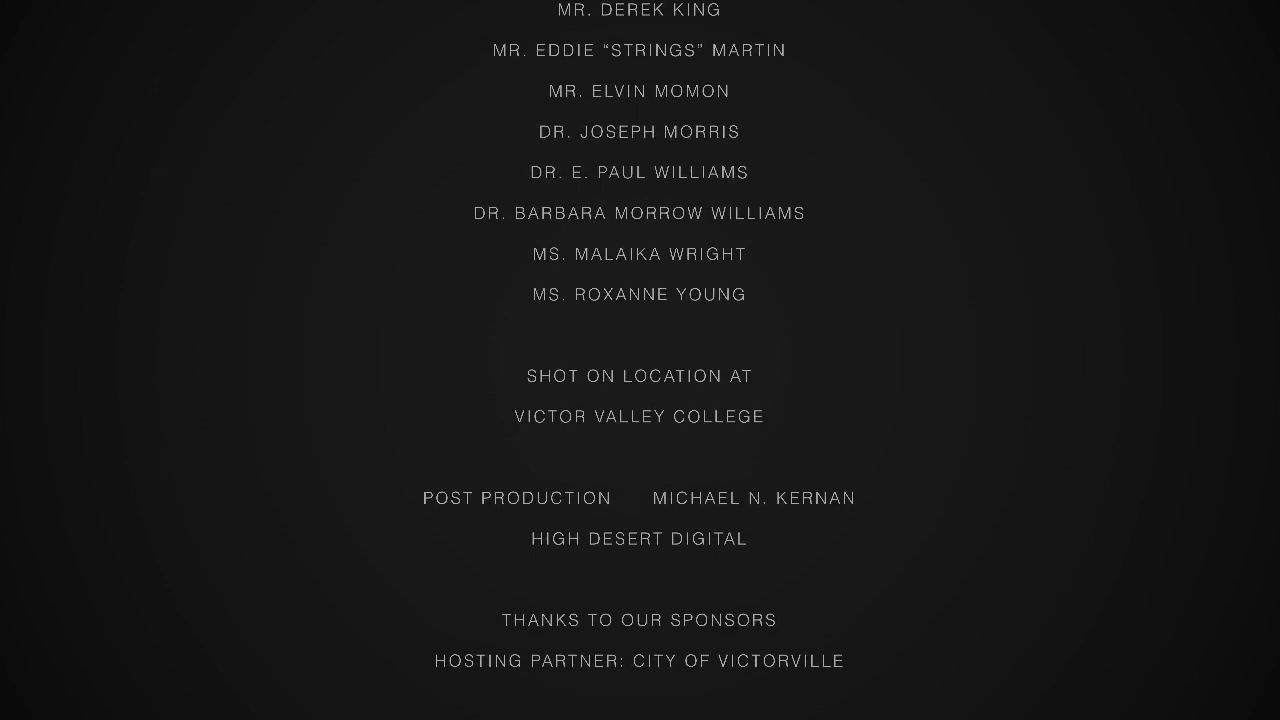 MR. DEREK KING
MR. EDDIE “STRINGS” MARTIN
MR. ELVIN MOMON
DR. JOSEPH MORRIS
DR. E. PAUL WILLIAMS
DR. BARBARA MORROW WILLIAMS
MS. MALAIKA WRIGHT
MS. ROXANNE YOUNG
SHOT ON LOCATION AT
VICTOR VALLEY COLLEGE
POST PRODUCTION MICHAEL N. KERNAN
HIGH DESERT DIGITAL
THANKS TO OUR SPONSORS
HOSTING PARTNER: CITY OF VICTORVILLE